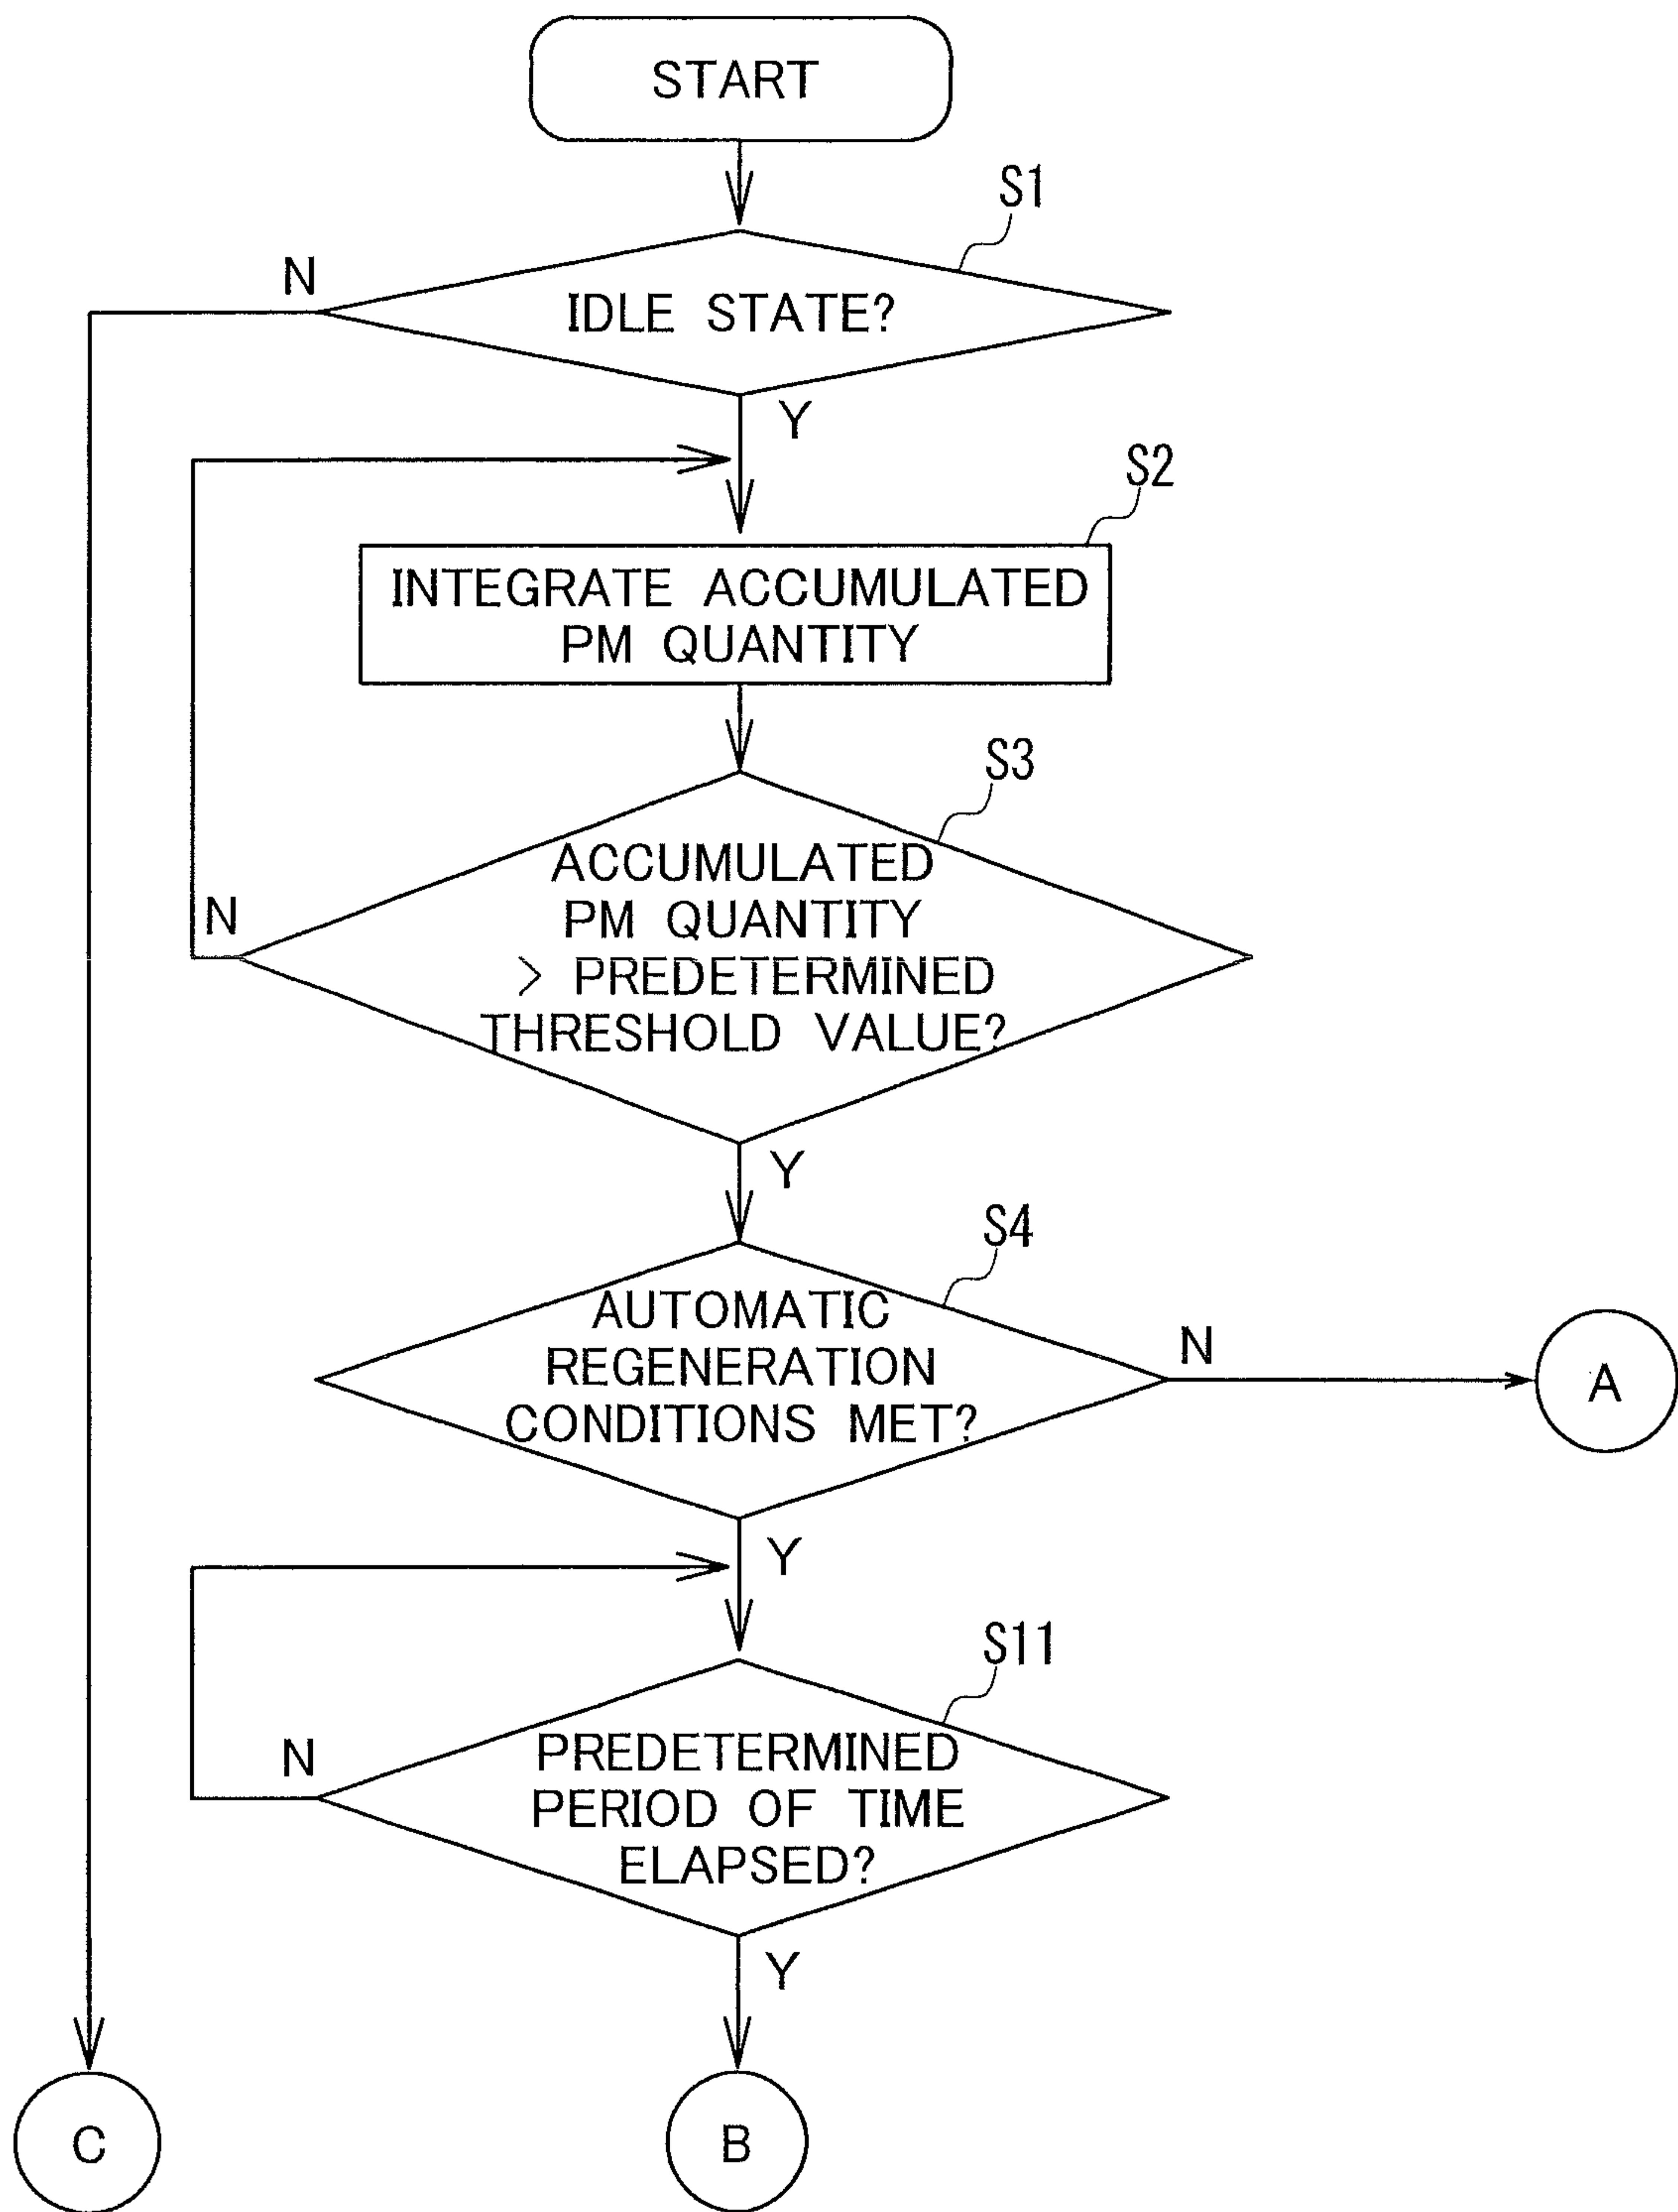 START
S1
N
IDLE STATE?
Y
S2
INTEGRATE ACCUMULATED
PM QUANTITY
S3
ACCUMULATED
PM QUANTITY
> PREDETERMINED
THRESHOLD VALUE?
N
Y
S4
AUTOMATIC
REGENERATION
CONDITIONS MET?
N
A
Y
S11
N
PREDETERMINED
PERIOD OF TIME
ELAPSED?
Y
C
B